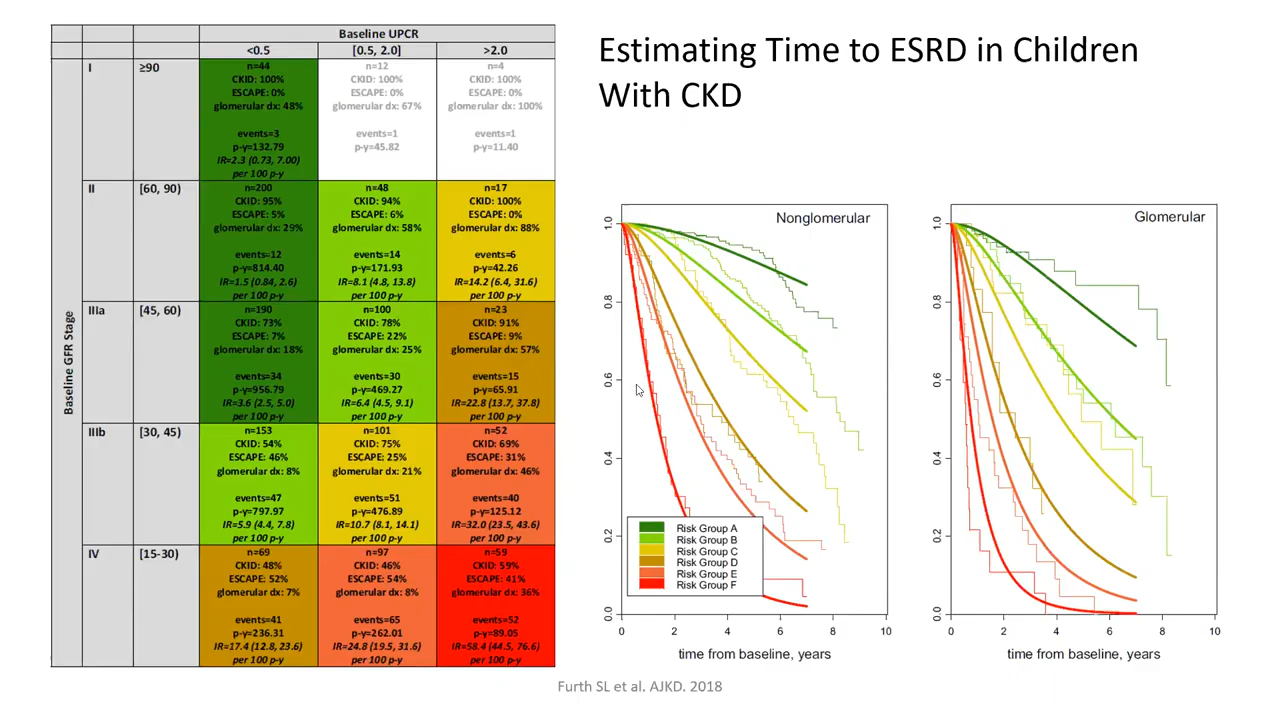 Estimating Time to ESRD in Children
With CKD
Baseline UPCR
<0.5 [0.5, 2.0] >2.0
Baseline GFR Stage
I ≥90
n=44
CKID: 100%
ESCAPE: 0%
glomerular dx: 48%
events=3
p-y=132.79
IR=2.3 (0.73, 7.00)
per 100 p-y
n=12
CKID: 100%
ESCAPE: 0%
glomerular dx: 67%
events=1
p-y=45.82
n=4
CKID: 100%
ESCAPE: 0%
glomerular dx: 100%
events=1
p-y=11.40
II [60, 90)
n=200
CKID: 95%
ESCAPE: 5%
glomerular dx: 29%
events=12
p-y=814.40
IR=1.5 (0.84, 2.6)
per 100 p-y
n=48
CKID: 94%
ESCAPE: 6%
glomerular dx: 58%
events=14
p-y=171.93
IR=8.1 (4.8, 13.8)
per 100 p-y
n=17
CKID: 100%
ESCAPE: 0%
glomerular dx: 88%
events=6
p-y=42.26
IR=14.2 (6.4, 31.6)
per 100 p-y
IIIa [45, 60)
n=190
CKID: 73%
ESCAPE: 7%
glomerular dx: 18%
events=34
p-y=956.79
IR=3.6 (2.5, 5.0)
per 100 p-y
n=100
CKID: 78%
ESCAPE: 22%
glomerular dx: 25%
events=30
p-y=469.27
IR=6.4 (4.5, 9.1)
per 100 p-y
n=23
CKID: 91%
ESCAPE: 9%
glomerular dx: 57%
events=15
p-y=65.91
IR=22.8 (13.7, 37.8)
per 100 p-y
IIIb [30, 45)
n=153
CKID: 54%
ESCAPE: 46%
glomerular dx: 8%
events=47
p-y=797.97
IR=5.9 (4.4, 7.8)
per 100 p-y
n=101
CKID: 75%
ESCAPE: 25%
glomerular dx: 21%
events=51
p-y=476.89
IR=10.7 (8.1, 14.1)
per 100 p-y
n=52
CKID: 69%
ESCAPE: 31%
glomerular dx: 46%
events=40
p-y=125.12
IR=32.0 (23.5, 43.6)
per 100 p-y
IV [15-30)
n=69
CKID: 48%
ESCAPE: 52%
glomerular dx: 7%
events=41
p-y=236.31
IR=17.4 (12.8, 23.6)
per 100 p-y
n=97
CKID: 46%
ESCAPE: 54%
glomerular dx: 8%
events=65
p-y=262.01
IR=24.8 (19.5, 31.6)
per 100 p-y
n=59
CKID: 59%
ESCAPE: 41%
glomerular dx: 36%
events=52
p-y=89.05
IR=58.4 (44.5, 76.6)
per 100 p-y
Nonglomerular
1.0
0.8
0.6
0.4
0.2
0.0
Risk Group A
Risk Group B
Risk Group C
Risk Group D
Risk Group E
Risk Group F
0 2 4 6 8 10
time from baseline, years
Glomerular
1.0
0.8
0.6
0.4
0.2
0.0
0 2 4 6 8 10
time from baseline, years
Furth SL et al. AJKD. 2018